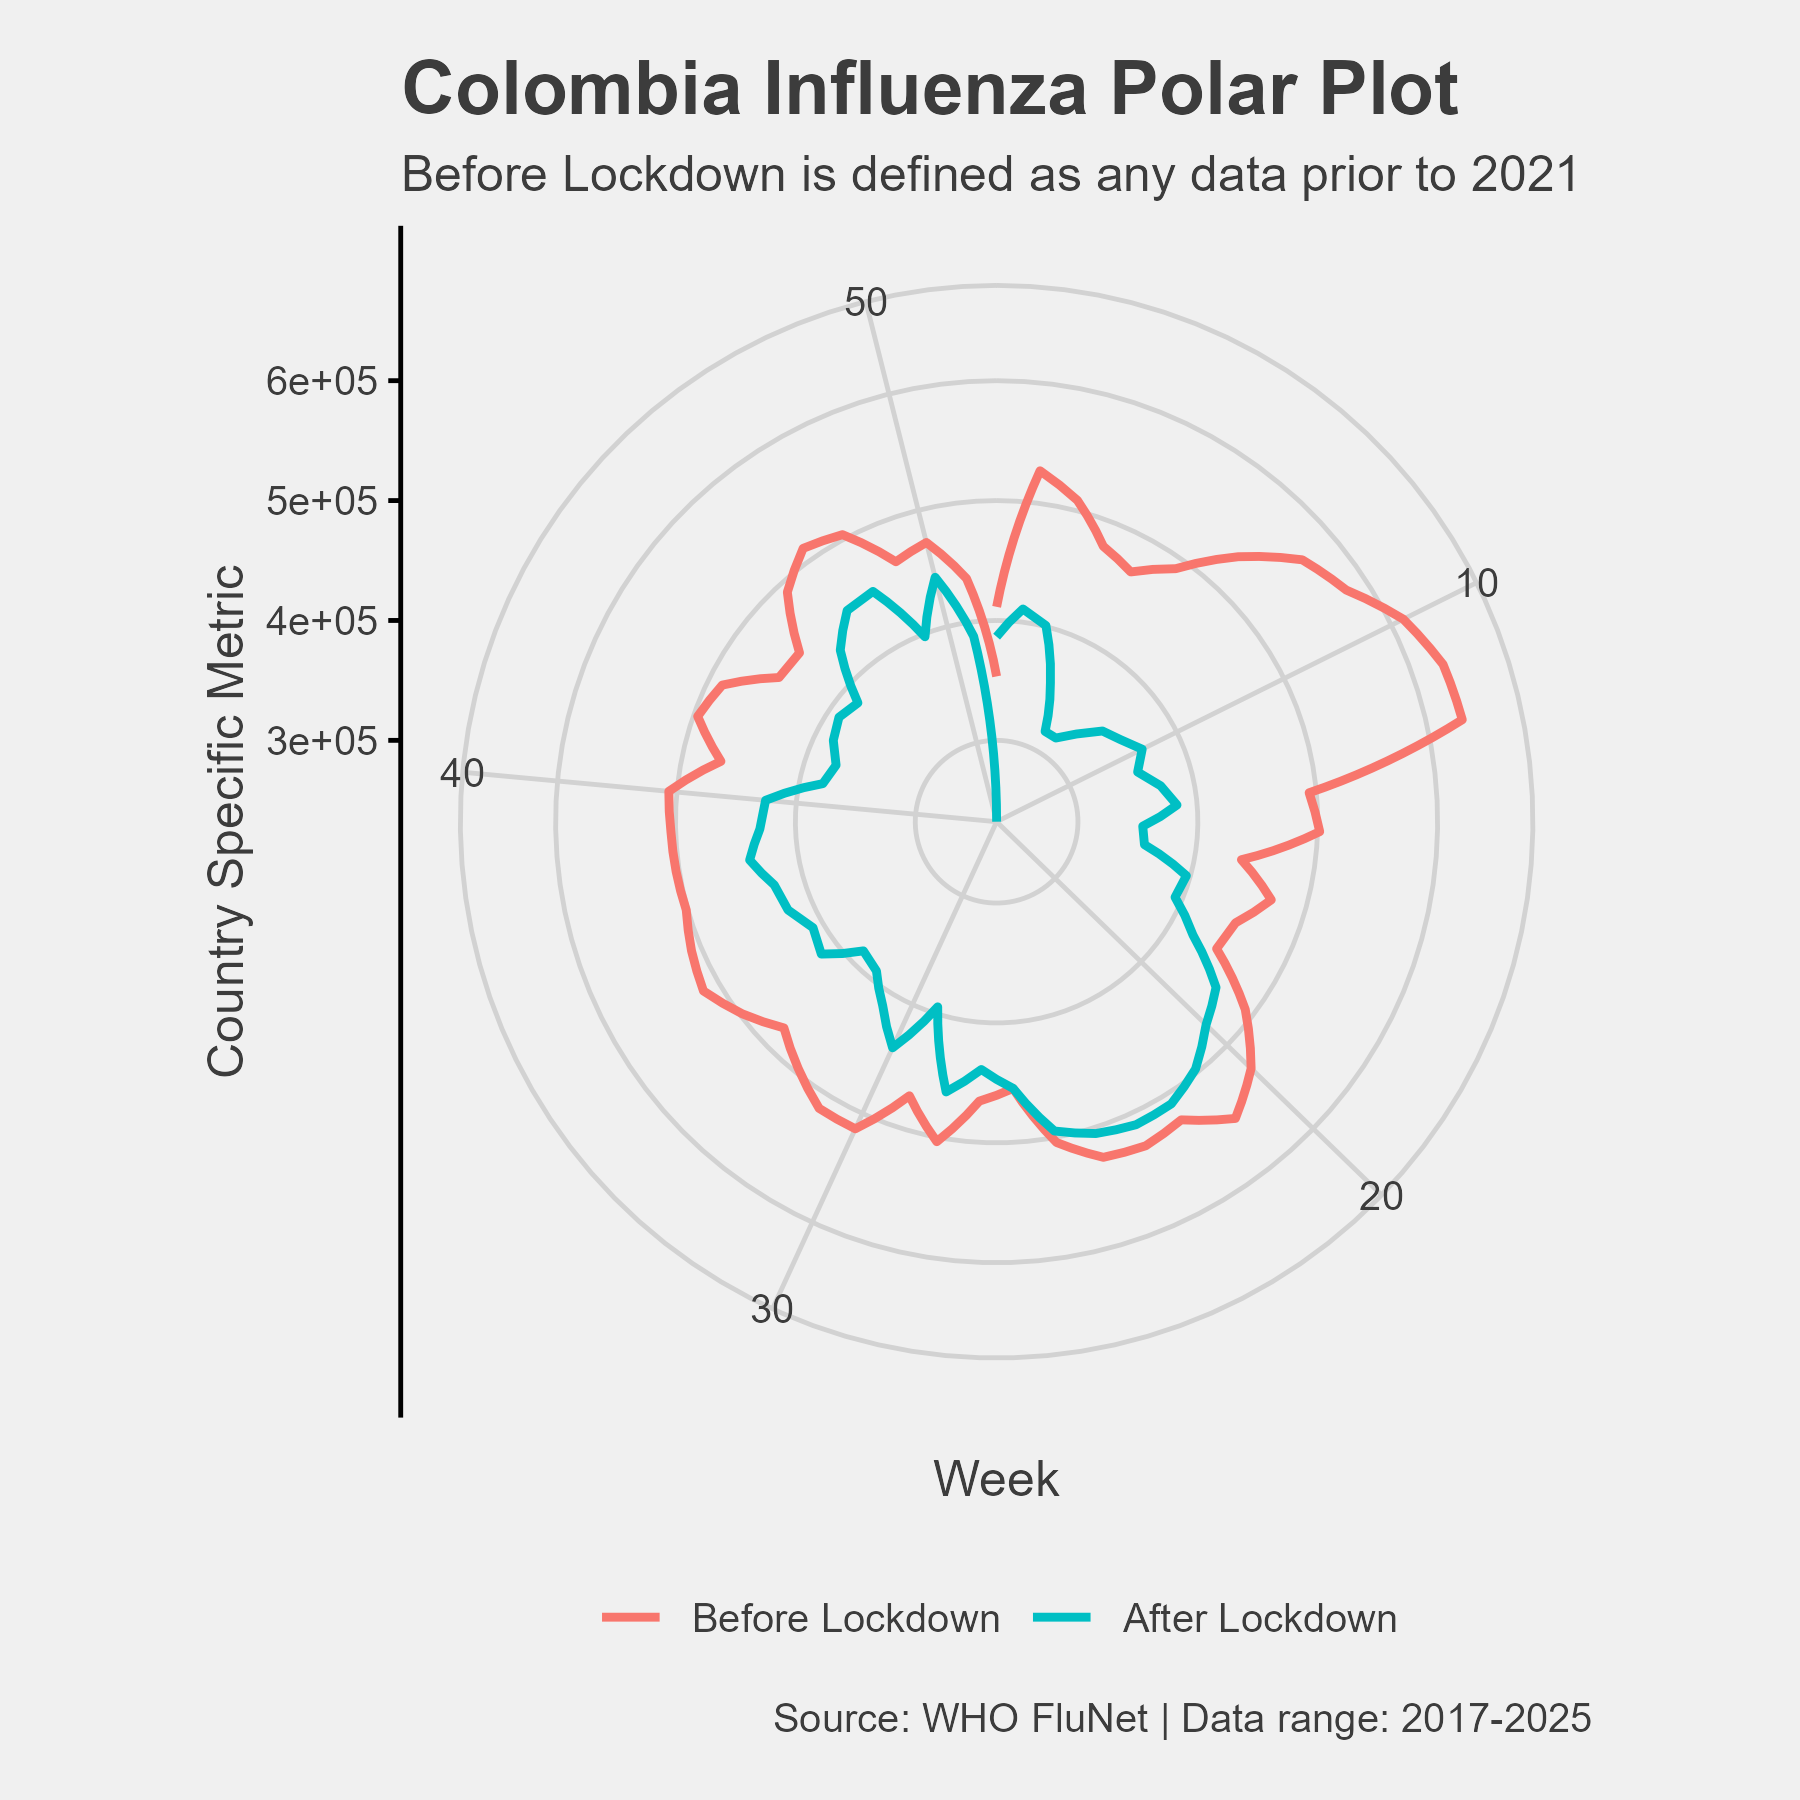 Colombia Influenza Polar Plot
Before Lockdown is defined as any data prior to 2021
50
6e+05
5e+05
10
4e+05
3e+05
40
Country Specific Metric
20
30
Week
Before Lockdown After Lockdown
Source: WHO FluNet | Data range: 2017-2025